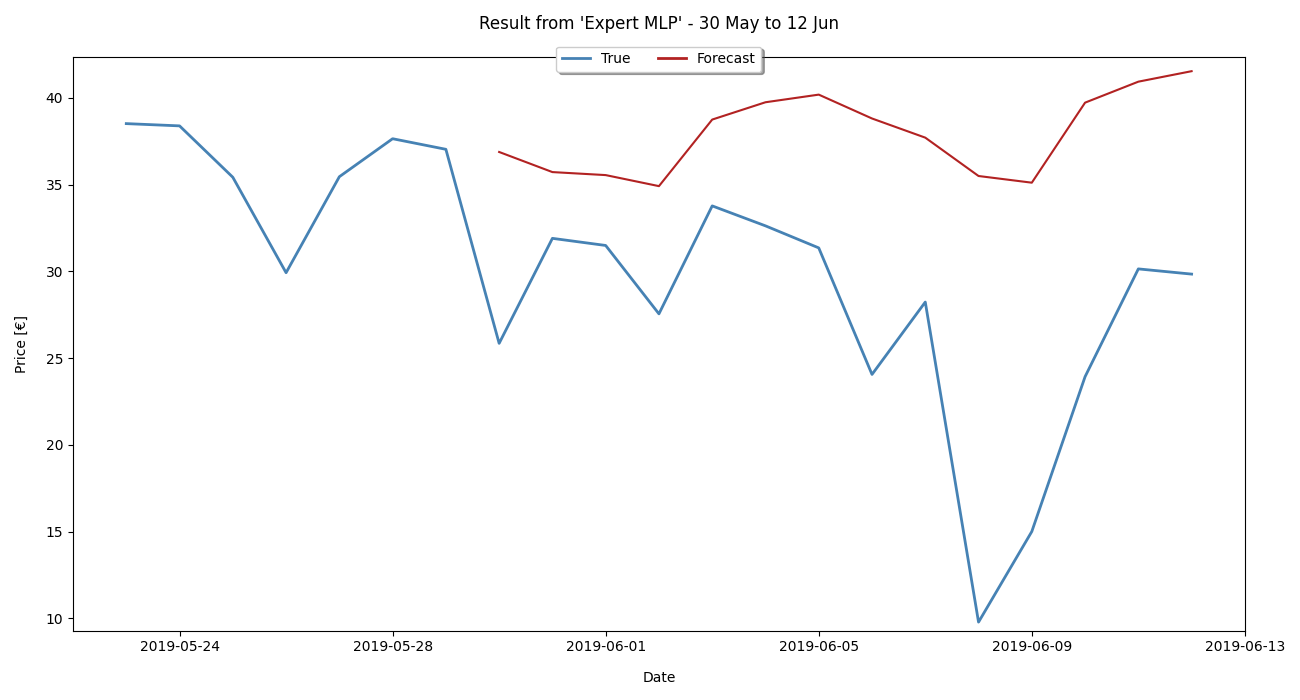 Result from 'Expert MLP' - 30 May to 12 Jun
True Forecast
40
35
30
25
20
15
10
Price [€]
2019-05-24 2019-05-28 2019-06-01 2019-06-05 2019-06-09 2019-06-13
Date